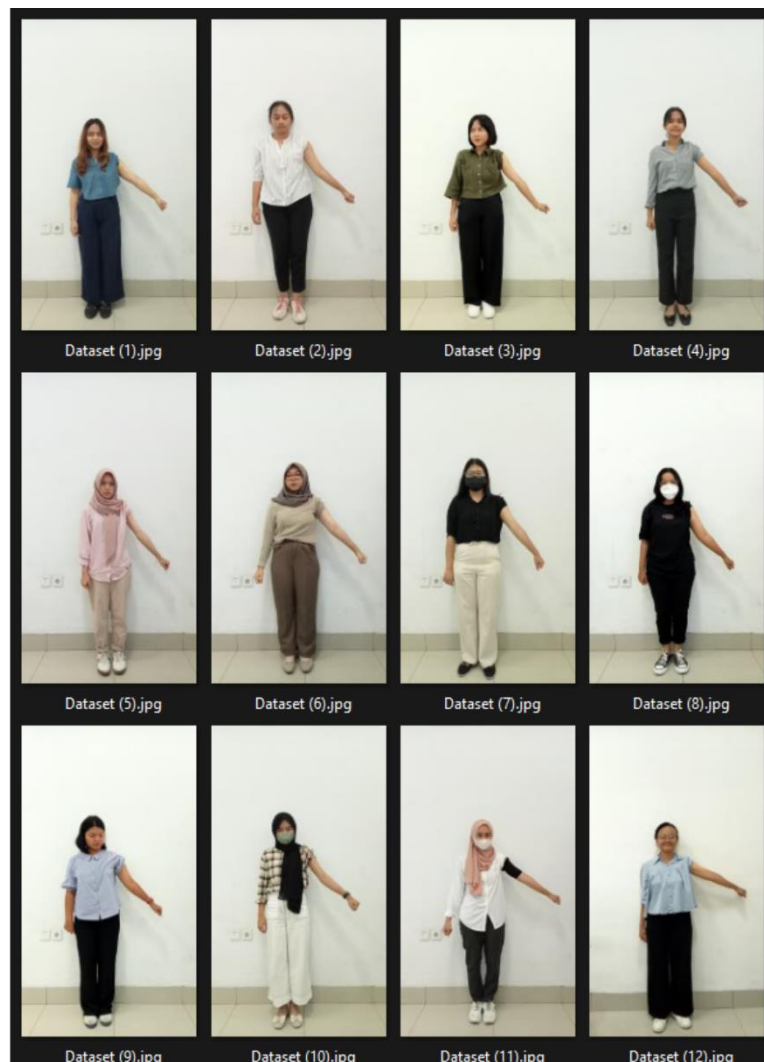 Dataset (1).jpg
Dataset (2).jpg
Dataset (3).jpg
Dataset (4).jpg
Dataset (5).jpg
Dataset (6).jpg
Dataset (7).jpg
Dataset (8).jpg
Dataset (9).jpg
Dataset (10).jpg
Dataset (11).jpg
Dataset (12).jpg